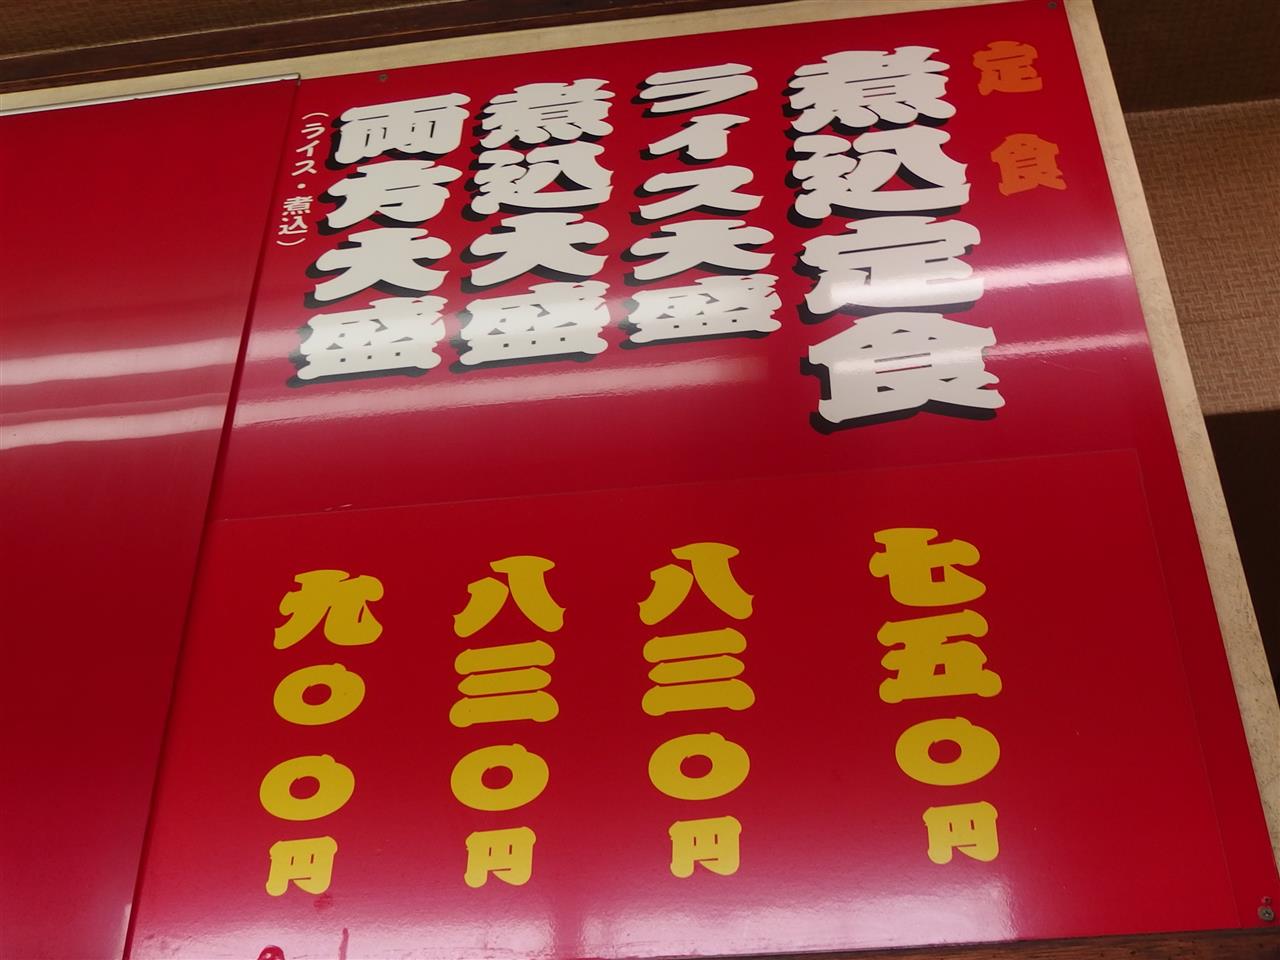 定食
煮込定食
七五〇円
ライス大盛
八三〇円
煮込大盛
八三〇円
両方大盛
(ライス・煮込)
九〇〇円